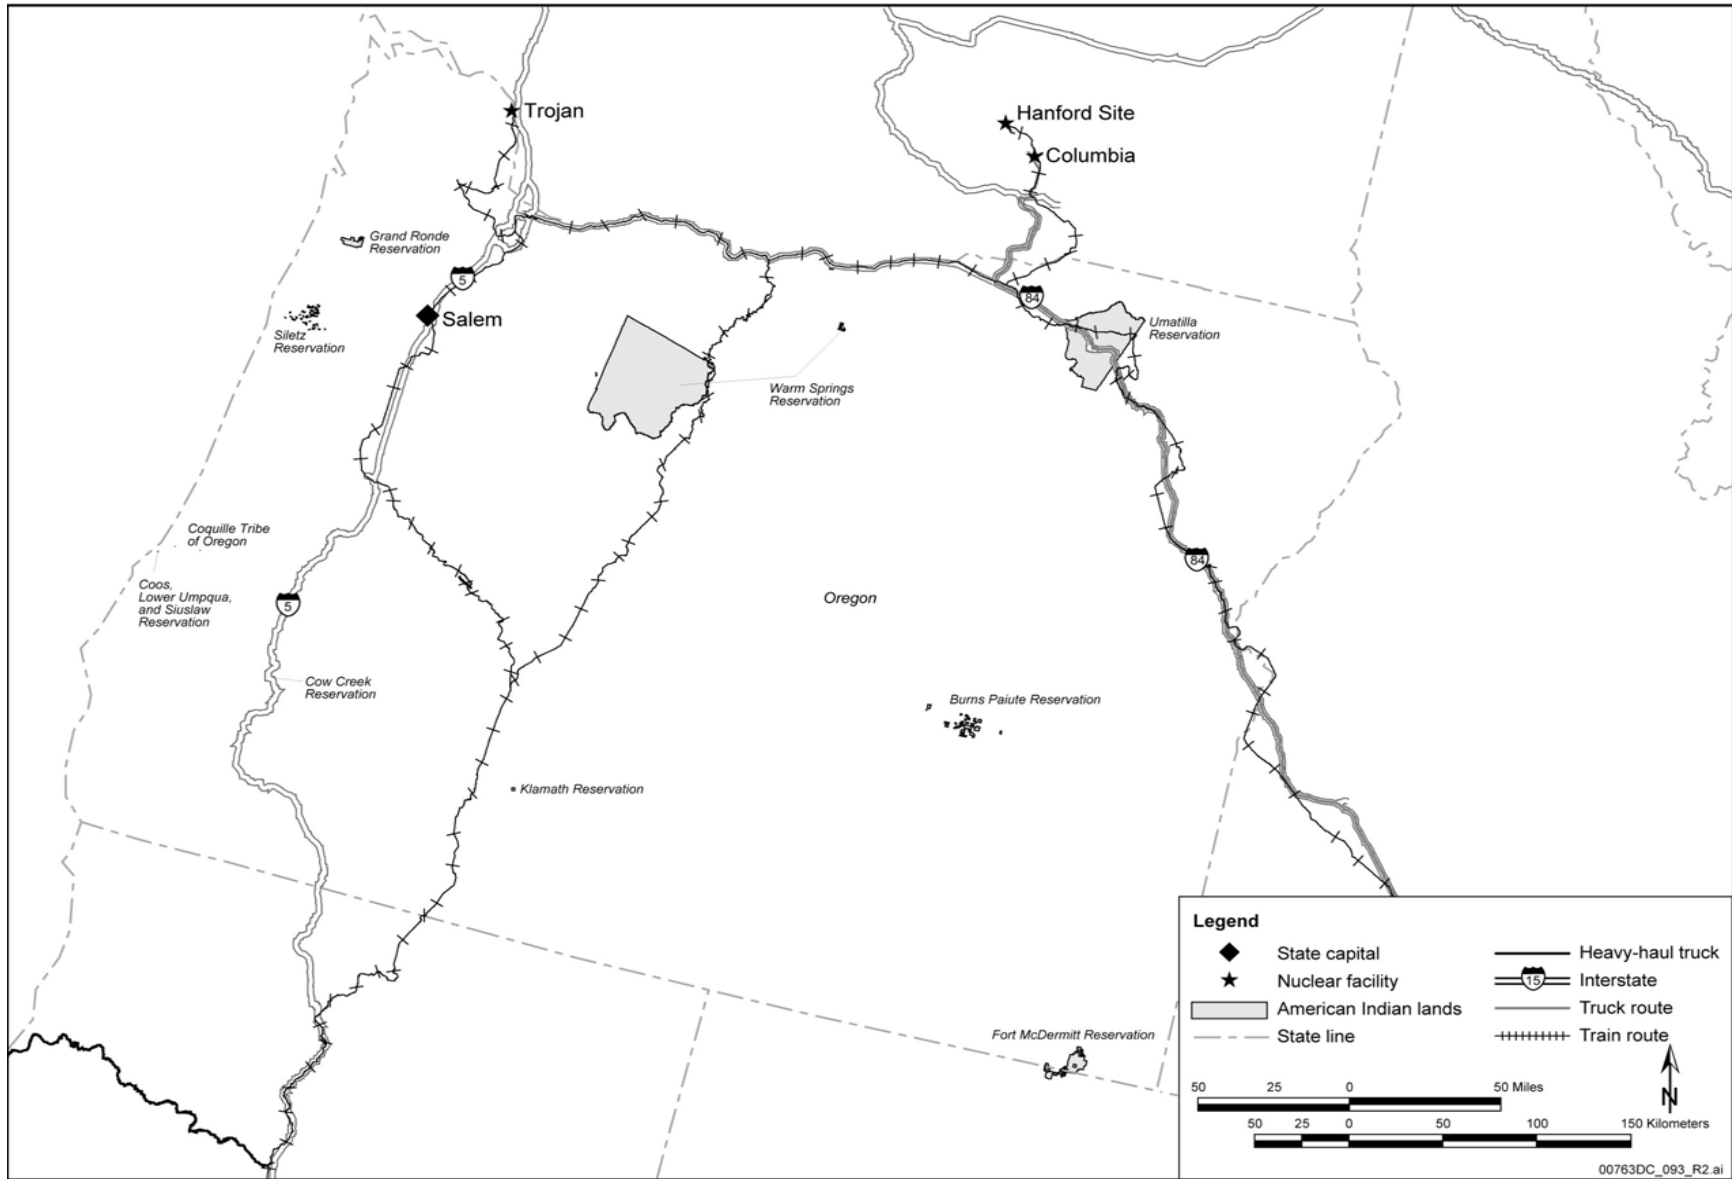 Trojan
Hanford Site
Columbia
Grand Ronde
Reservation
5
84
Salem
Siletz
Reservation
Umatilla
Reservation
Warm Springs
Reservation
Coquille Tribe
of Oregon
84
Coos,
Lower Umpqua,
and Siuslaw
Reservation
5
Oregon
Cow Creek
Reservation
Burns Paiute Reservation
Klamath Reservation
Fort McDermitt Reservation
Legend
State capital
Nuclear facility
American Indian lands
State line
Heavy-haul truck
15 Interstate
Truck route
Train route
N
50 25 0 50 Miles
50 25 0 50 100 150 Kilometers
00763DC_093_R2.ai